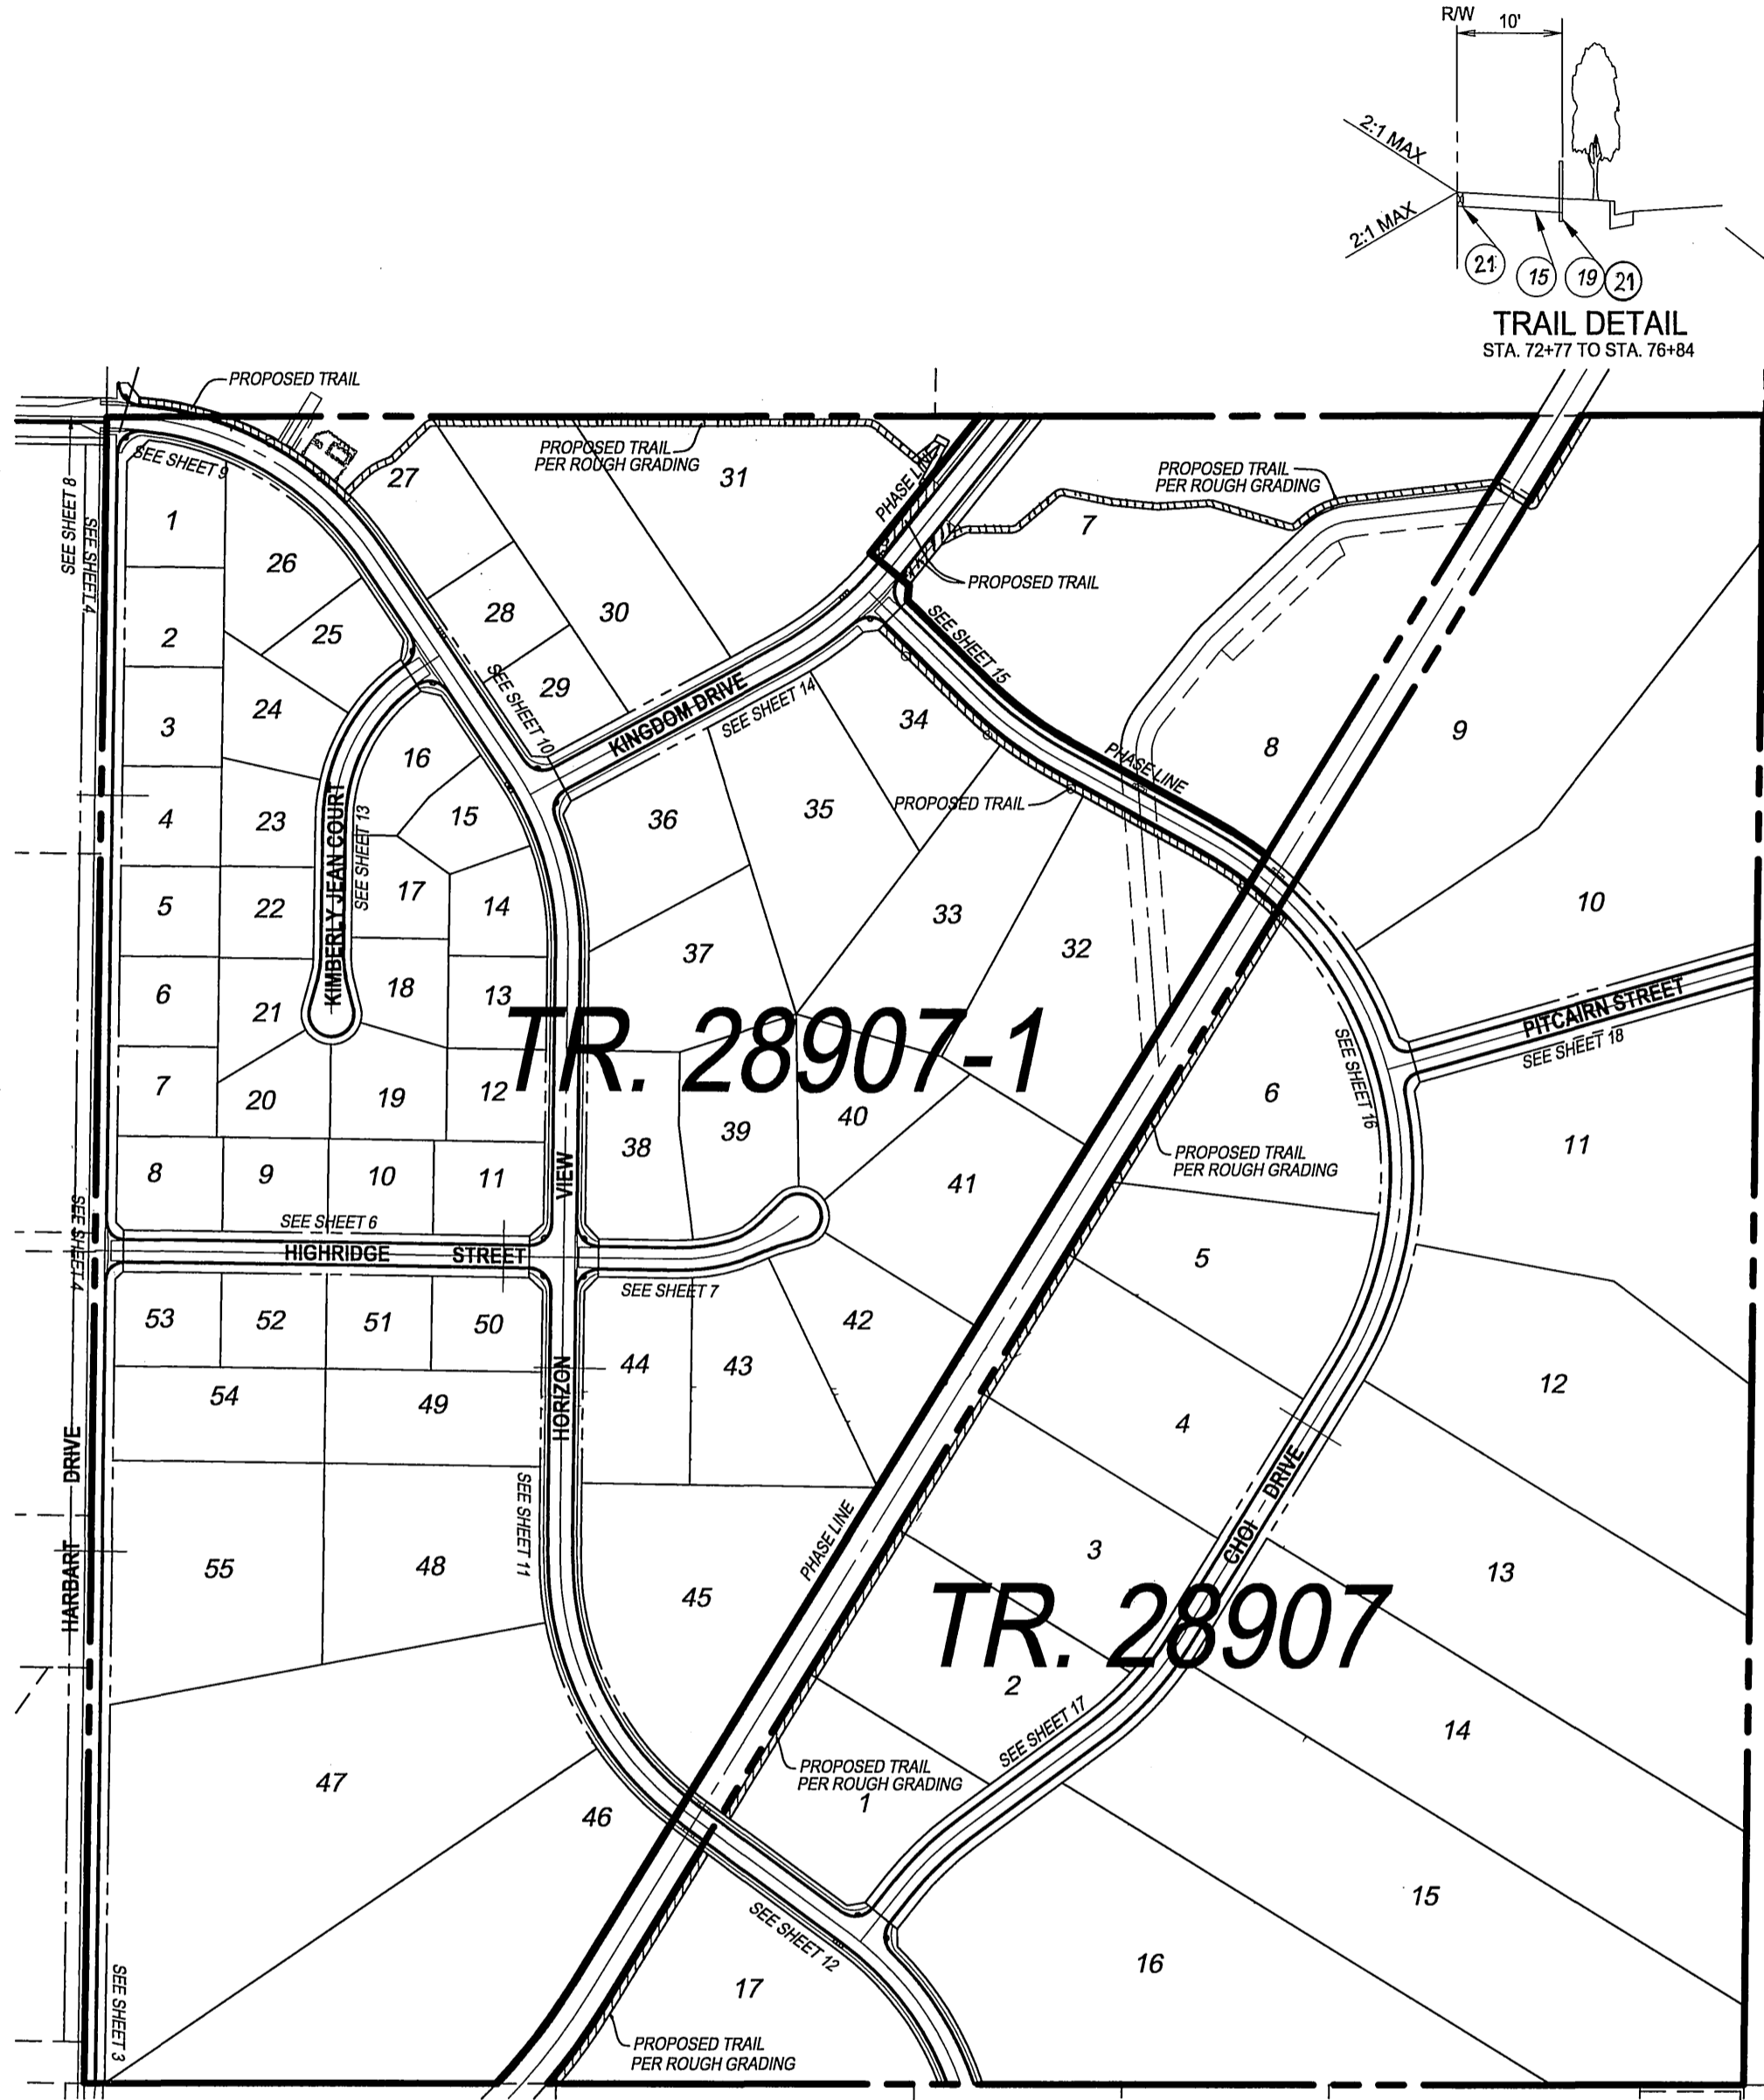 R/W
10'
2:1 MAX
2:1 MAX
21
15
19
21
TRAIL DETAIL
STA. 72+77 TO STA. 76+84
PROPOSED TRAIL
SEE SHEET 9
SEE SHEET 8
SEE SHEET 4
27
PROPOSED TRAIL
PER ROUGH GRADING
31
PHASE LINE
PROPOSED TRAIL
PER ROUGH GRADING
7
PROPOSED TRAIL
1
26
28
30
2
25
SEE SHEET 15
SEE SHEET 10
29
KINGDOM DRIVE
SEE SHEET 14
3
24
34
16
PHASE LINE
8
9
4
23
KIMBERLY JEAN COURT
SEE SHEET 13
15
36
35
PROPOSED TRAIL
5
22
17
14
33
10
37
32
6
21
18
13
TR. 28907-1
PITCAIRN STREET
SEE SHEET 18
SEE SHEET 16
7
20
19
12
38
39
40
6
11
PROPOSED TRAIL
PER ROUGH GRADING
8
9
10
11
VIEW
41
SEE SHEET 4
SEE SHEET 6
HIGHRIDGE STREET
SEE SHEET 7
5
53
52
51
50
44
43
42
12
54
49
HORIZON
4
HARBART DRIVE
SEE SHEET 11
CHOI DRIVE
PHASE LINE
55
48
45
3
13
TR. 28907
2
SEE SHEET 17
14
47
46
PROPOSED TRAIL
PER ROUGH GRADING
1
15
SEE SHEET 12
16
17
SEE SHEET 3
PROPOSED TRAIL
PER ROUGH GRADING